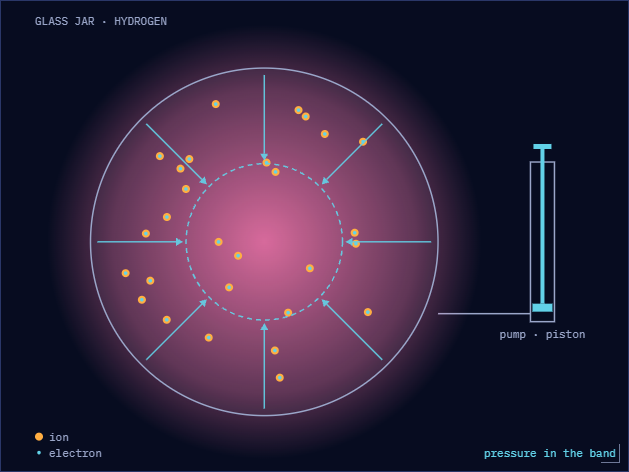 GLASS JAR · HYDROGEN
pump · piston
ion
electron
pressure in the band